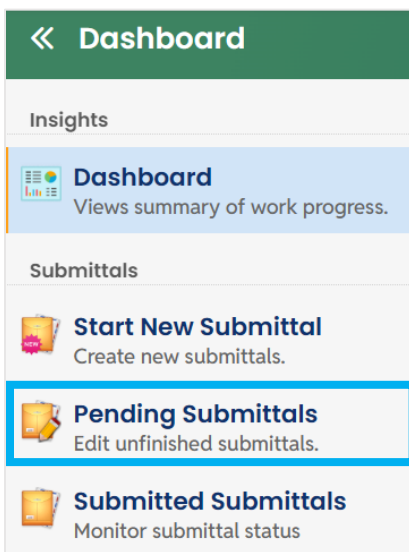 « Dashboard
Insights
Dashboard
Views summary of work progress.
Submittals
NEW
Start New Submittal
Create new submittals.
Pending Submittals
Edit unfinished submittals.
Submitted Submittals
Monitor submittal status